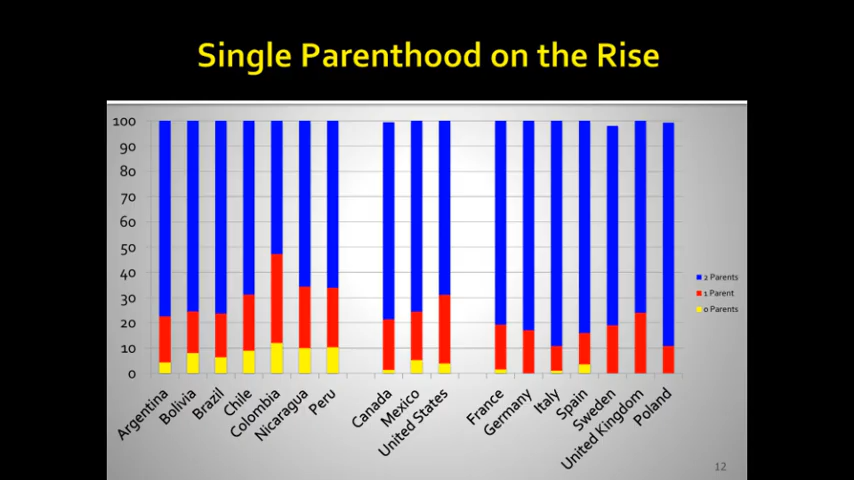 Single Parenthood on the Rise
100
90
80
70
60
50
40
30
20
10
0
Argentina
Bolivia
Brazil
Chile
Colombia
Nicaragua
Peru
Canada
Mexico
United States
France
Germany
Italy
Spain
Sweden
United Kingdom
Poland
2 Parents
1 Parent
0 Parents
12